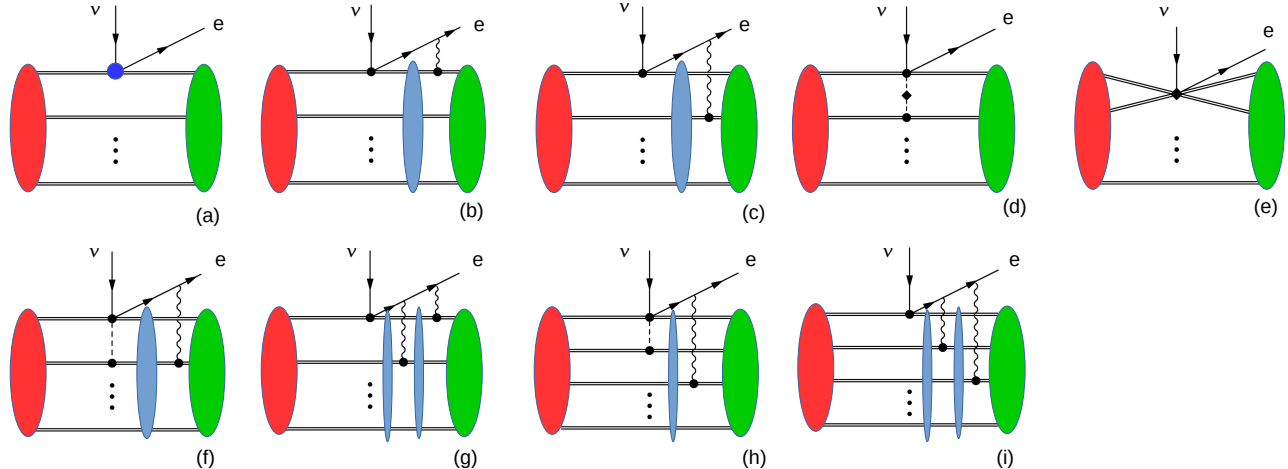 ν e ν e ν e ν e ν e
(a) (b) (c) (d) (e)
ν e ν e ν e ν e
(f) (g) (h) (i)